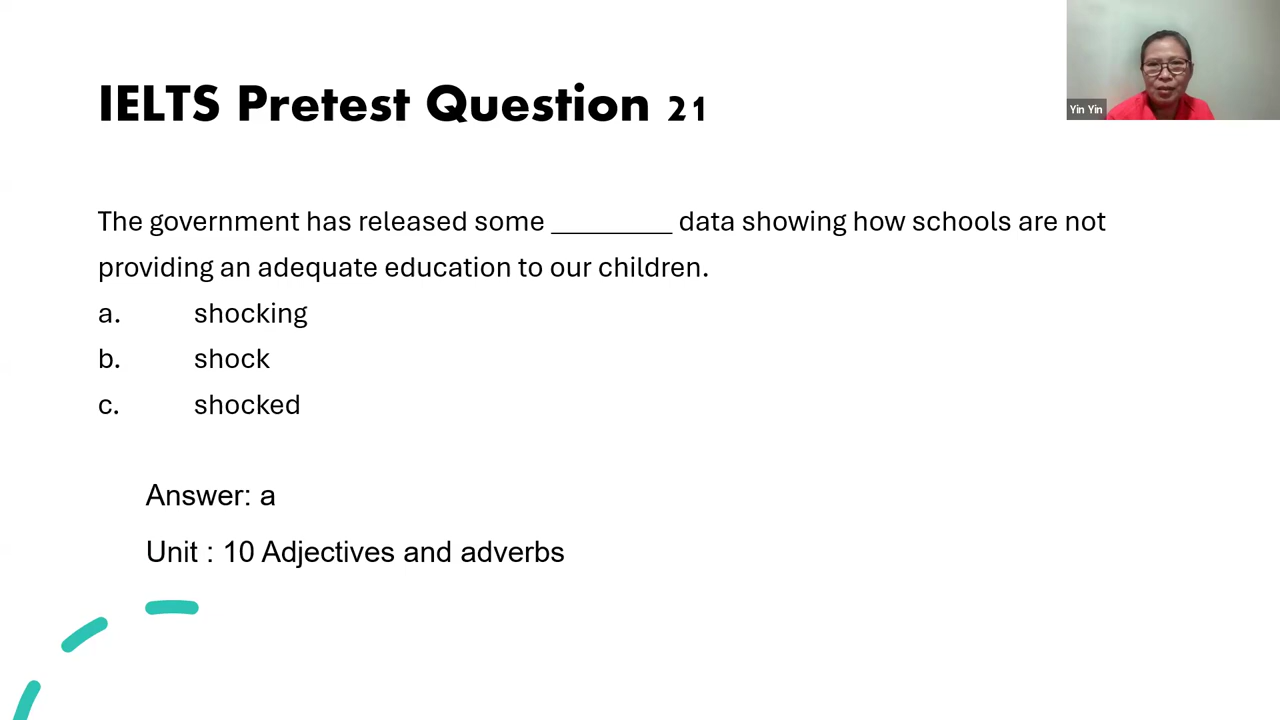 IELTS Pretest Question 21
Yin Yin
The government has released some _________ data showing how schools are not
providing an adequate education to our children.
a. shocking
b. shock
c. shocked
Answer: a
Unit : 10 Adjectives and adverbs